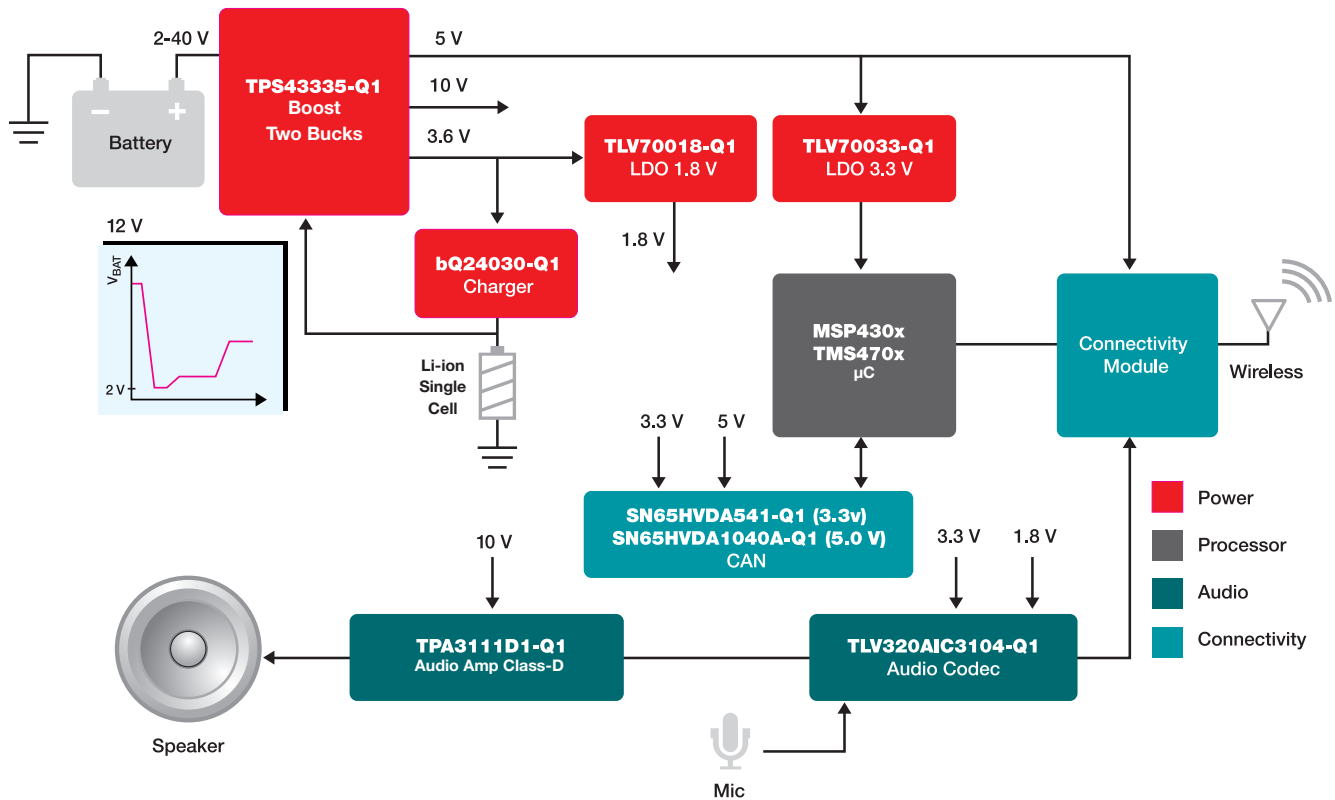 2-40 V
5 V
TPS43335-Q1
Boost
Two Bucks
10 V
3.6 V
Battery
TLV70018-Q1
LDO 1.8 V
TLV70033-Q1
LDO 3.3 V
12 V
VBAT
2 V
1.8 V
bQ24030-Q1
Charger
Li-ion
Single
Cell
MSP430x
TMS470x
µC
Connectivity
Module
Wireless
3.3 V
5 V
SN65HVDA541-Q1 (3.3v)
SN65HVDA1040A-Q1 (5.0 V)
CAN
Power
Processor
Audio
Connectivity
10 V
3.3 V
1.8 V
TPA3111D1-Q1
Audio Amp Class-D
TLV320AIC3104-Q1
Audio Codec
Speaker
Mic